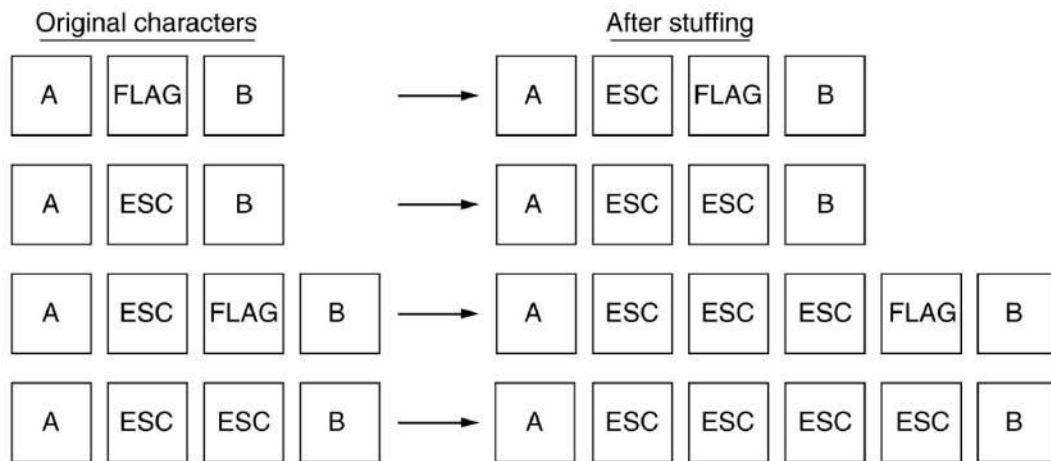 Original characters After stuffing
A FLAG B A ESC FLAG B
A ESC B A ESC ESC B
A ESC FLAG B A ESC ESC ESC FLAG B
A ESC ESC B A ESC ESC ESC ESC B